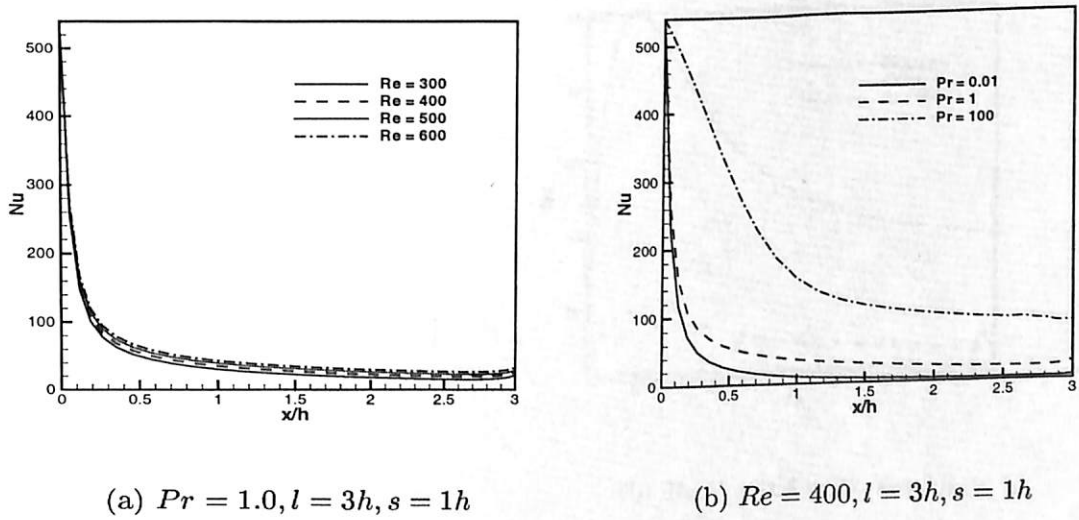 500
400
300
200
100
0
Nu
Re = 300
Re = 400
Re = 500
Re = 600
0
0.5
1
1.5
2
2.5
3
x/h
(a) Pr = 1.0, l = 3h, s = 1h
500
400
300
200
100
0
Nu
Pr = 0.01
Pr = 1
Pr = 100
0
0.5
1
1.5
2
2.5
3
x/h
(b) Re = 400, l = 3h, s = 1h